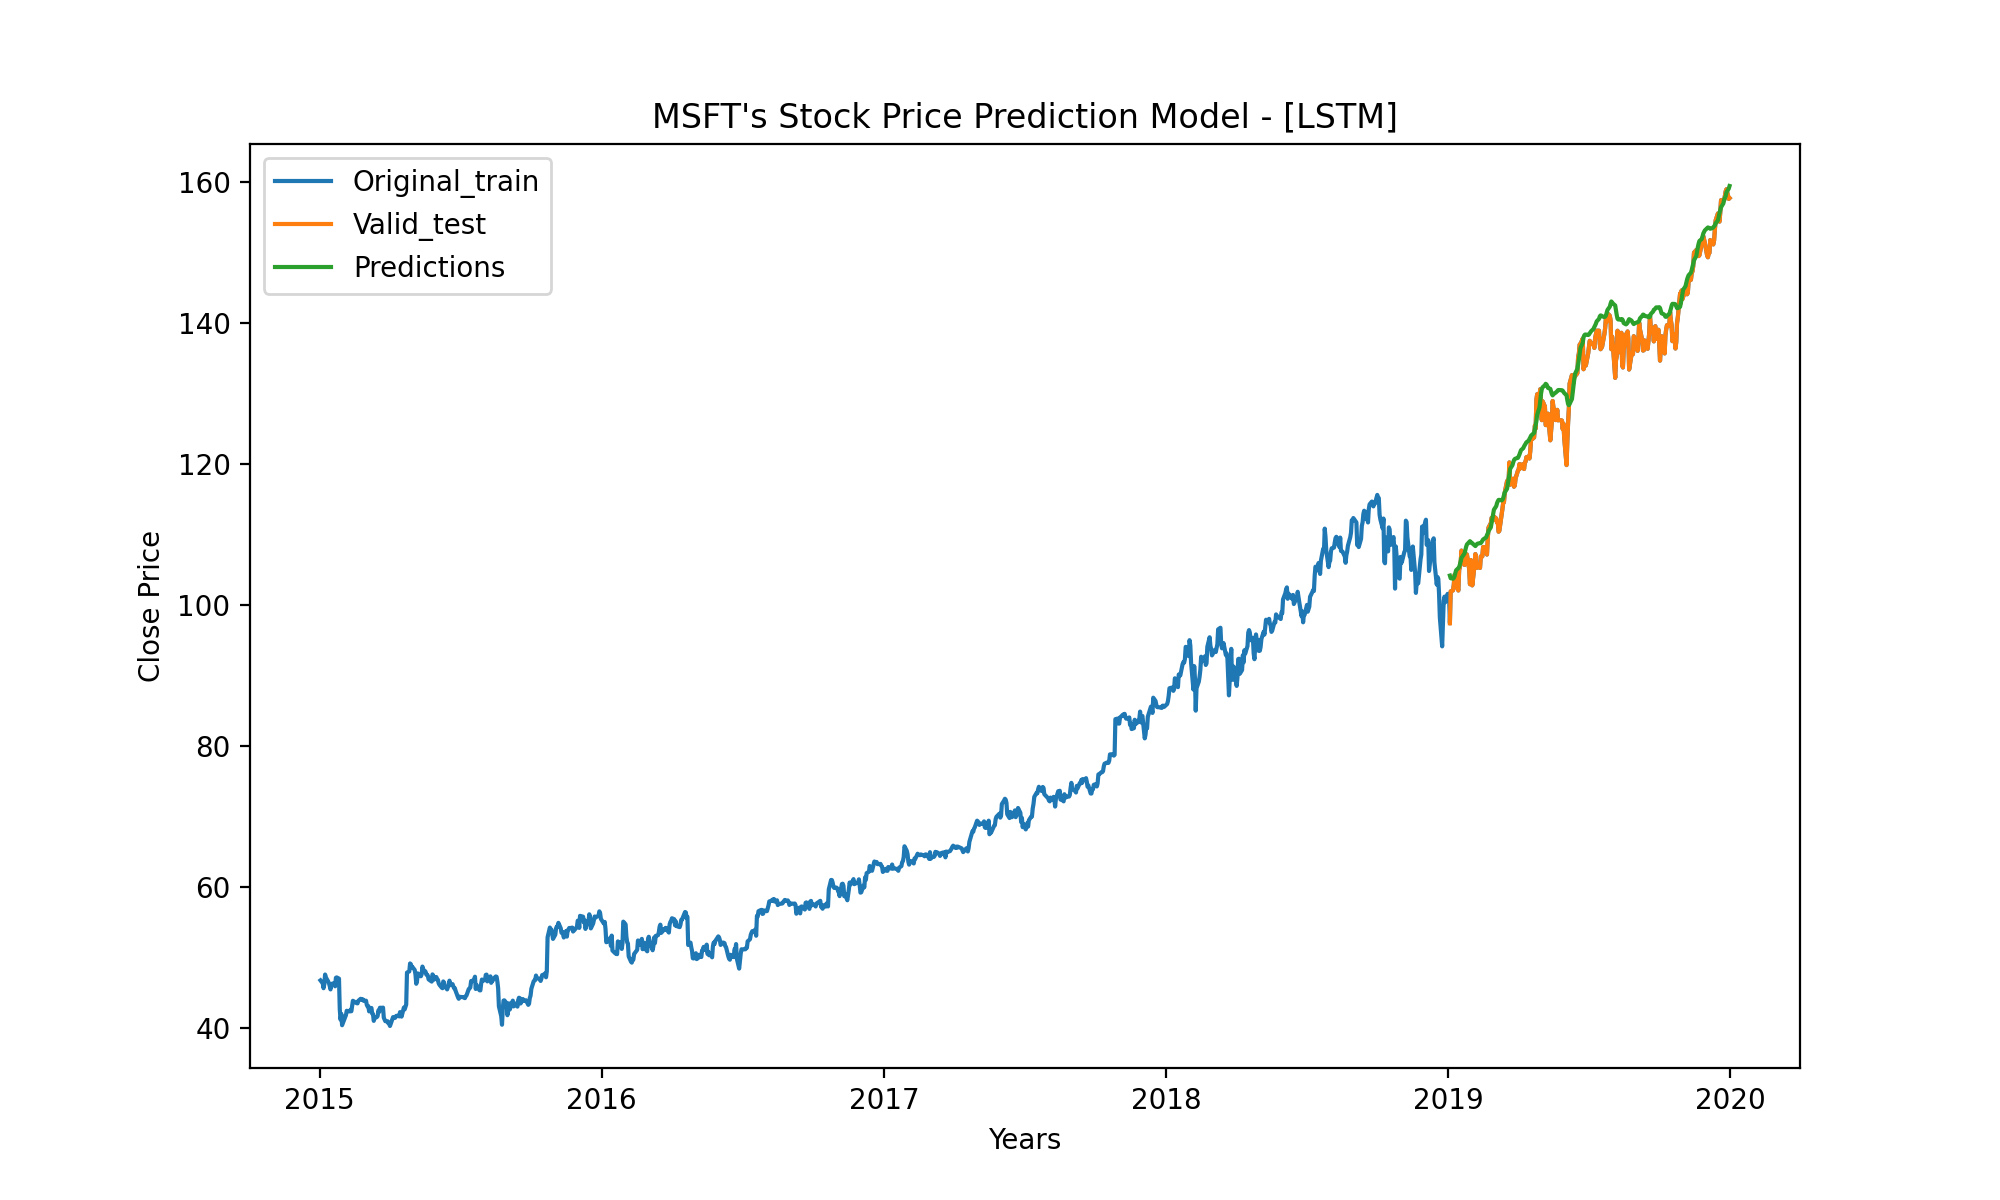 MSFT's Stock Price Prediction Model - [LSTM]
Original_train
Valid_test
Predictions
160
140
120
100
80
60
40
Close Price
2015 2016 2017 2018 2019 2020
Years